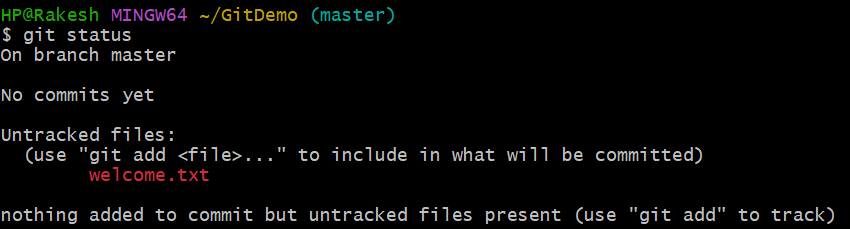 HP@Rakesh MINGW64 ~/GitDemo (master)
$ git status
On branch master
No commits yet
Untracked files:
(use "git add <file>..." to include in what will be committed)
welcome.txt
nothing added to commit but untracked files present (use "git add" to track)